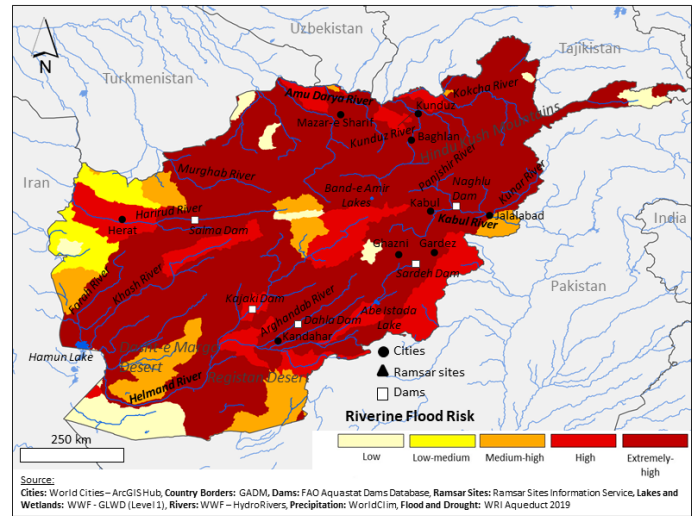 Uzbekistan
Tajikistan
Turkmenistan
N
Amu Darya River
Kokcha River
Kunduz
Mazar-e Sharif
Kunduz River
Baghlan
Hindu Kush Mountains
Panjshir River
Murghab River
Iran
Band-e Amir
Lakes
Naghlu
Dam
Kunar River
Kabul
India
Harirud River
Kabul River
Jalalabad
Herat
Salma Dam
Ghazni
Gardez
Sardeh Dam
Khash River
Farah River
Pakistan
Kajaki Dam
Arghandab River
Abe-istada
Lake
Dahla Dam
Kandahar
Hamun Lake
Dasht-e Margo
Desert
Registan Desert
Helmand River
Cities
Ramsar sites
Dams
Riverine Flood Risk
250 km
Low
Low-medium
Medium-high
High
Extremely-
high
Source:
Cities: World Cities – ArcGIS Hub, Country Borders: GADM, Dams: FAO Aquastat Dams Database, Ramsar Sites: Ramsar Sites Information Service, Lakes and
Wetlands: WWF - GLWD (Level 1), Rivers: WWF – HydroRivers, Precipitation: WorldClim, Flood and Drought: WRI Aqueduct 2019